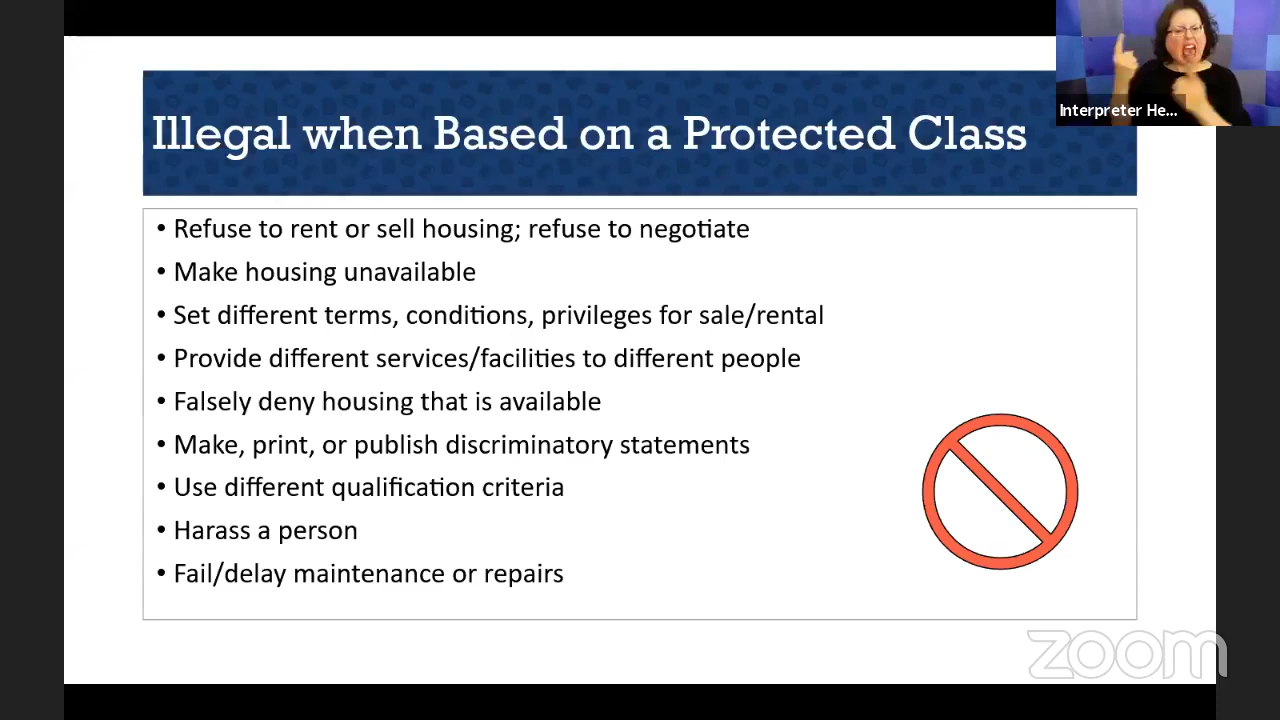 Interpreter He...
Illegal when Based on a Protected Class
• Refuse to rent or sell housing; refuse to negotiate
• Make housing unavailable
• Set different terms, conditions, privileges for sale/rental
• Provide different services/facilities to different people
• Falsely deny housing that is available
• Make, print, or publish discriminatory statements
• Use different qualification criteria
• Harass a person
• Fail/delay maintenance or repairs
zoom